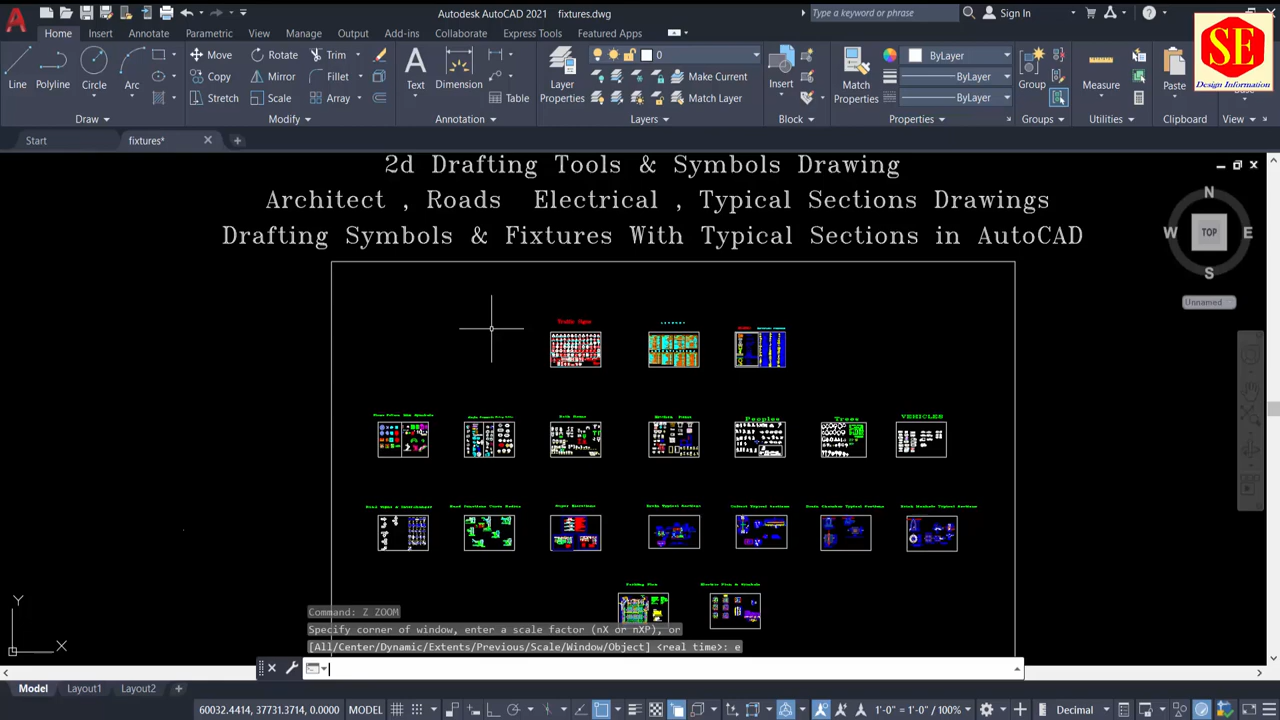 Autodesk AutoCAD 2021 fixtures.dwg
Type a keyword or phrase
Sign In
Home Insert Annotate Parametric View Manage Output Add-ins Collaborate Express Tools Featured Apps
SE
Design Information
Line Polyline Circle Arc
Move Rotate Trim
Copy Mirror Fillet
Stretch Scale Array
Text Dimension Table
Layer Properties
0
Make Current
Match Layer
Insert
Match Properties
ByLayer
ByLayer
ByLayer
Group
Measure
Paste
Draw Modify Annotation Layers Block Properties Groups Utilities Clipboard View
Start fixtures*
2d Drafting Tools & Symbols Drawing
Architect , Roads Electrical , Typical Sections Drawings
Drafting Symbols & Fixtures With Typical Sections in AutoCAD
N
W TOP E
S
Unnamed
Peoples Trees VEHICLES
Y
X
Command: Z ZOOM
Specify corner of window, enter a scale factor (nX or nXP), or
[All/Center/Dynamic/Extents/Previous/Scale/Window/Object] <real time>: e
Model Layout1 Layout2
60032.4414, 37731.3714, 0.0000 MODEL
1'-0" = 1'-0" / 100%
Decimal